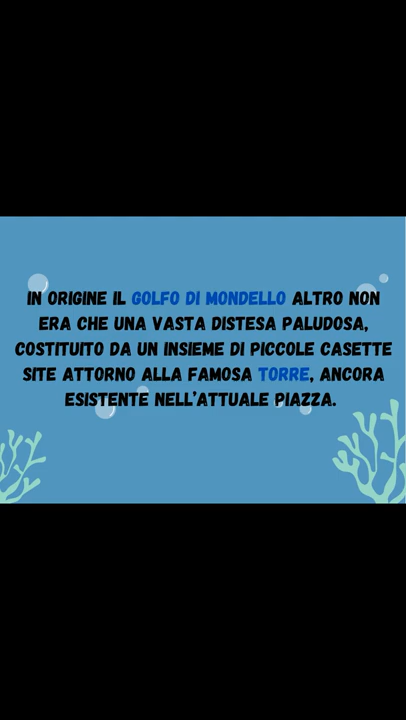 IN ORIGINE IL GOLFO DI MONDELLO ALTRO NON
ERA CHE UNA VASTA DISTESA PALUDOSA,
COSTITUITO DA UN INSIEME DI PICCOLE CASETTE
SITE ATTORNO ALLA FAMOSA TORRE, ANCORA
ESISTENTE NELL'ATTUALE PIAZZA.